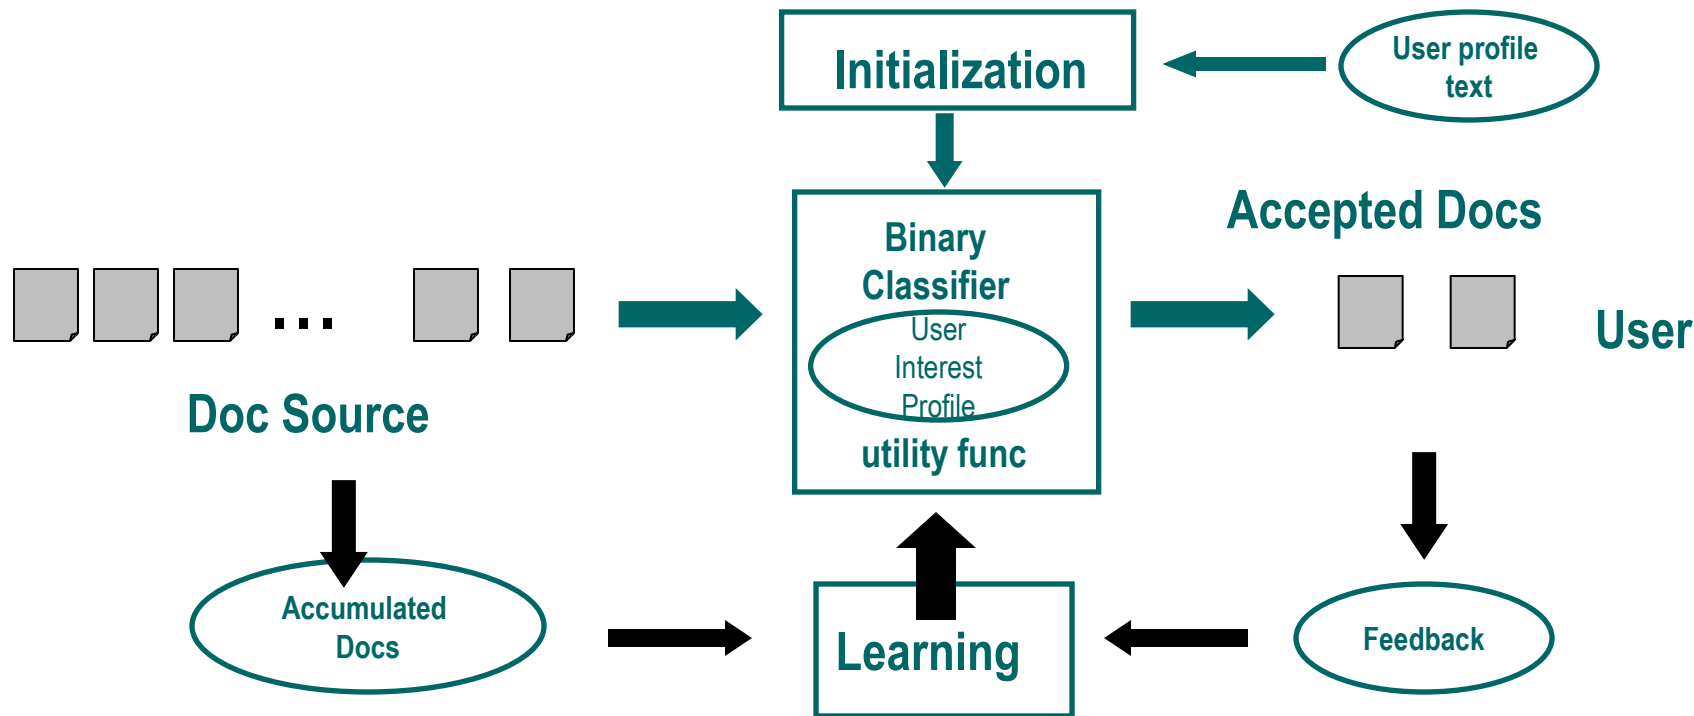 Initialization
User profile
text
Accepted Docs
Binary
Classifier
User
Interest
Profile
utility func
...
User
Doc Source
Accumulated
Docs
Learning
Feedback